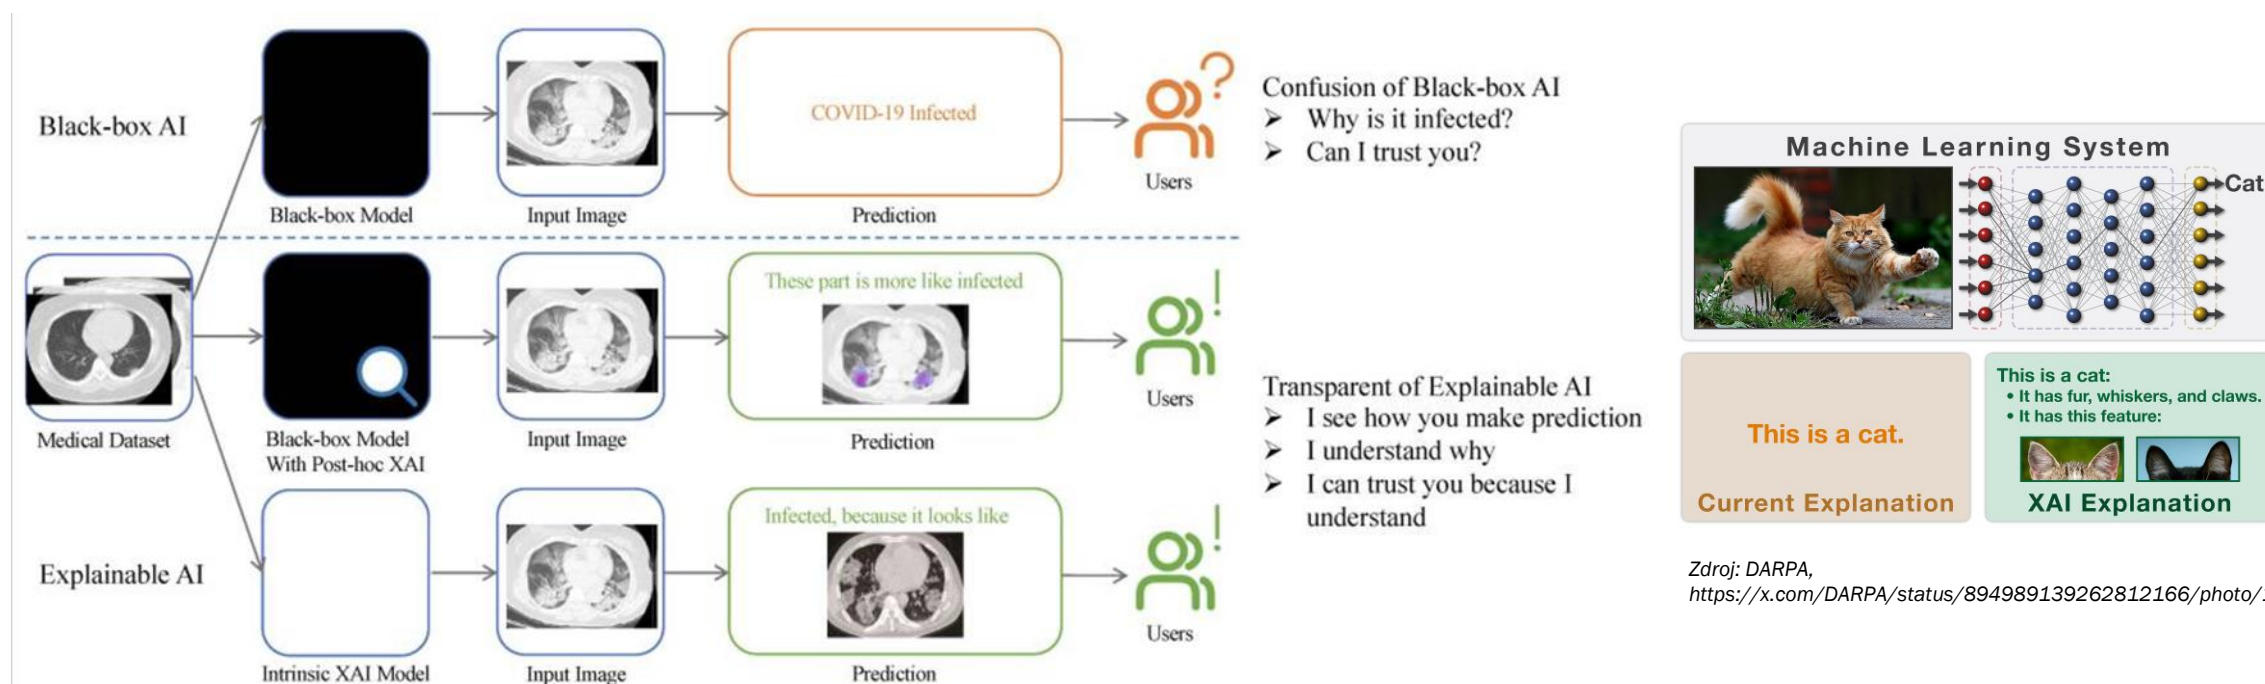 Black-box AI
Black-box Model
Input Image
COVID-19 Infected
Prediction
Users
Confusion of Black-box AI
➢ Why is it infected?
➢ Can I trust you?
Medical Dataset
Black-box Model
With Post-hoc XAI
Input Image
These part is more like infected
Prediction
Users
Transparent of Explainable AI
➢ I see how you make prediction
➢ I understand why
➢ I can trust you because I
understand
Explainable AI
Intrinsic XAI Model
Input Image
Infected, because it looks like
Prediction
Users
Machine Learning System
Cat
This is a cat.
Current Explanation
This is a cat:
• It has fur, whiskers, and claws.
• It has this feature:
XAI Explanation
Zdroj: DARPA,
https://x.com/DARPA/status/894989139262812166/photo/